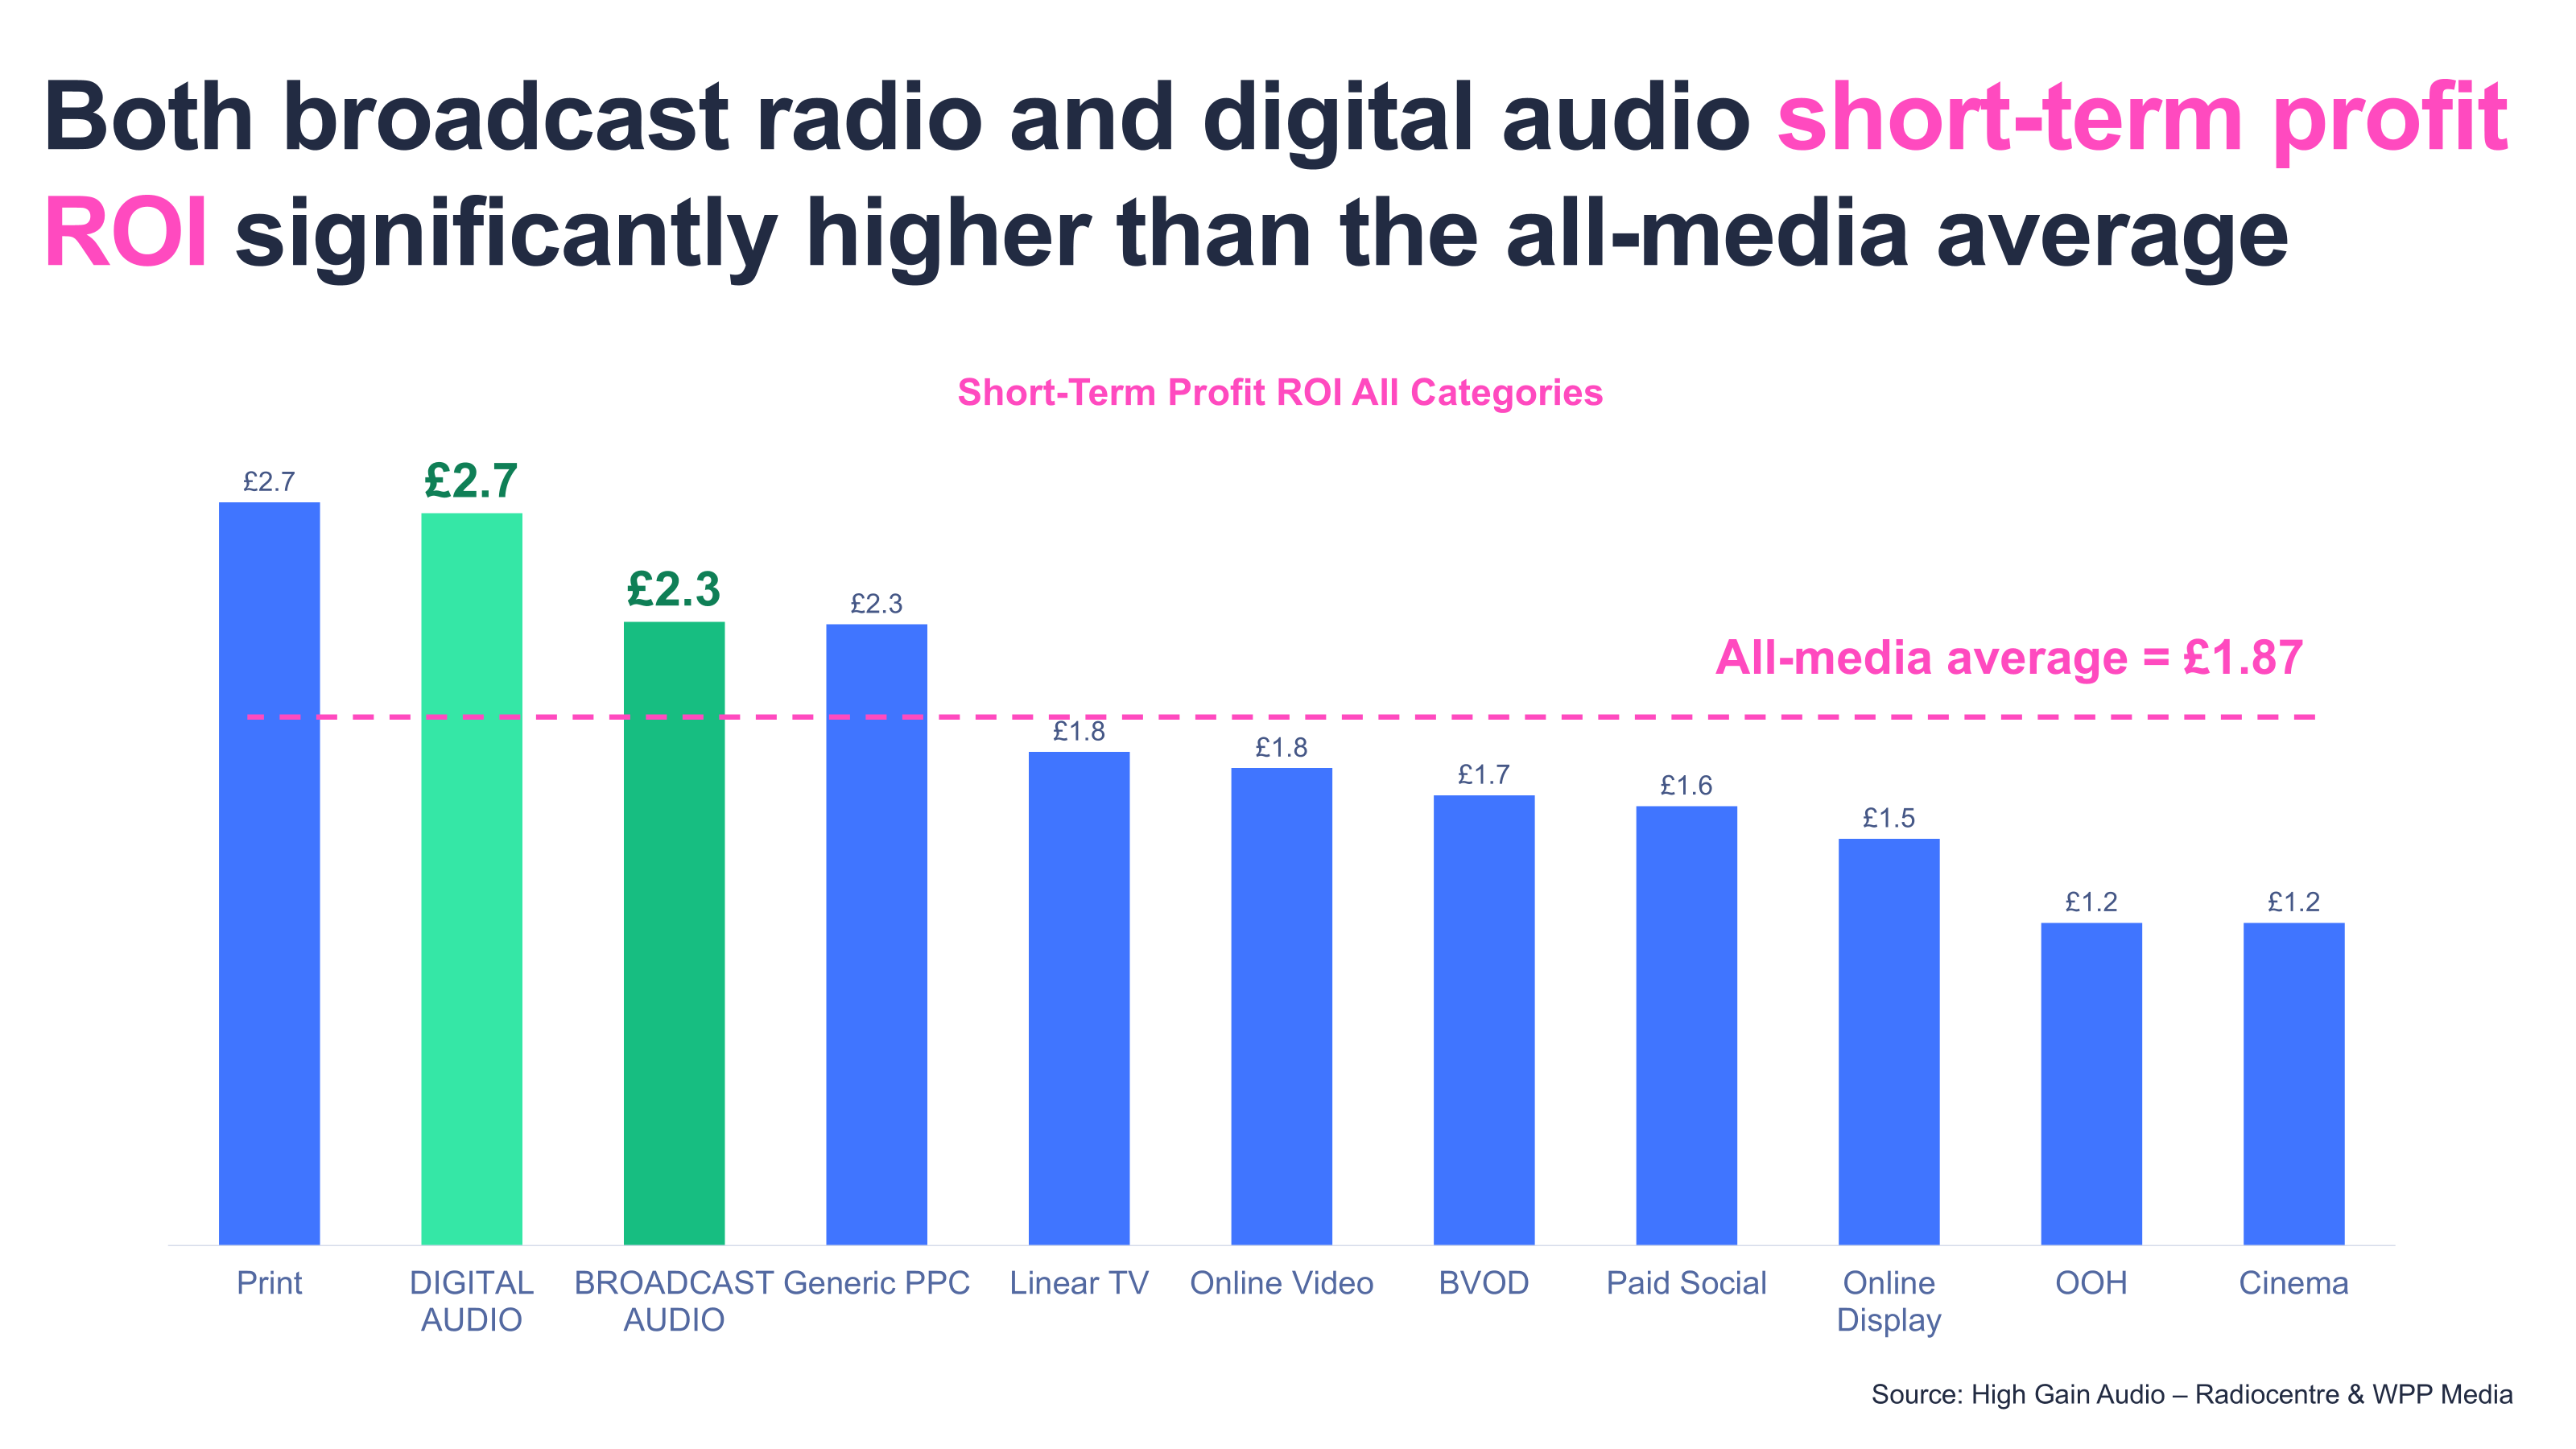 Both broadcast radio and digital audio short-term profit
ROI significantly higher than the all-media average
Short-Term Profit ROI All Categories
£2.7
£2.7
£2.3
£2.3
All-media average = £1.87
£1.8
£1.8
£1.7
£1.6
£1.5
£1.2
£1.2
Print
DIGITAL
AUDIO
BROADCAST
AUDIO
Generic PPC
Linear TV
Online Video
BVOD
Paid Social
Online
Display
OOH
Cinema
Source: High Gain Audio – Radiocentre & WPP Media